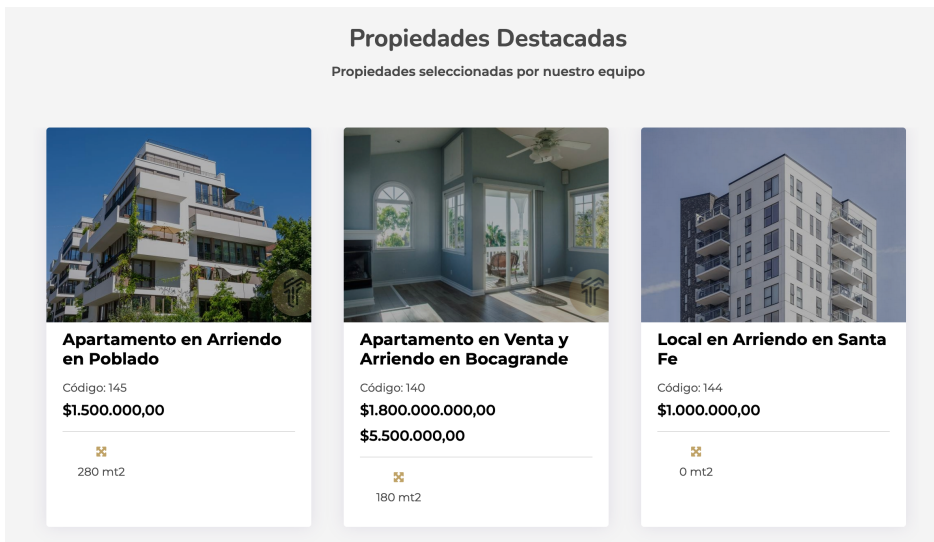 Propiedades Destacadas
Propiedades seleccionadas por nuestro equipo
Apartamento en Arriendo
en Poblado
Código: 145
$1.500.000,00
280 mt2
Apartamento en Venta y
Arriendo en Bocagrande
Código: 140
$1.800.000.000,00
$5.500.000,00
180 mt2
Local en Arriendo en Santa
Fe
Código: 144
$1.000.000,00
0 mt2